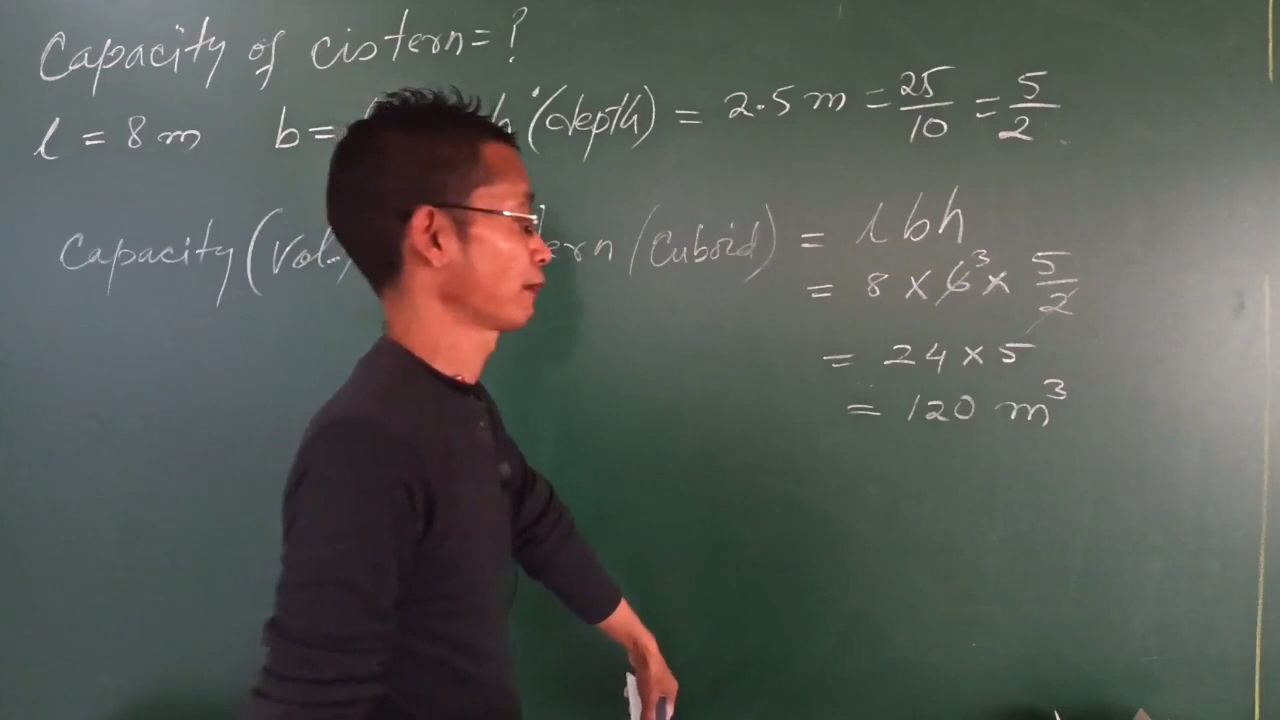 Capacity of cistern = ?
l = 8 m b = h (depth) = 2.5 m = 25/10 = 5/2
Capacity (Vol. ern / Cuboid) = l b h
= 8 × 6 3 × 5/2
= 24 × 5
= 120 m³